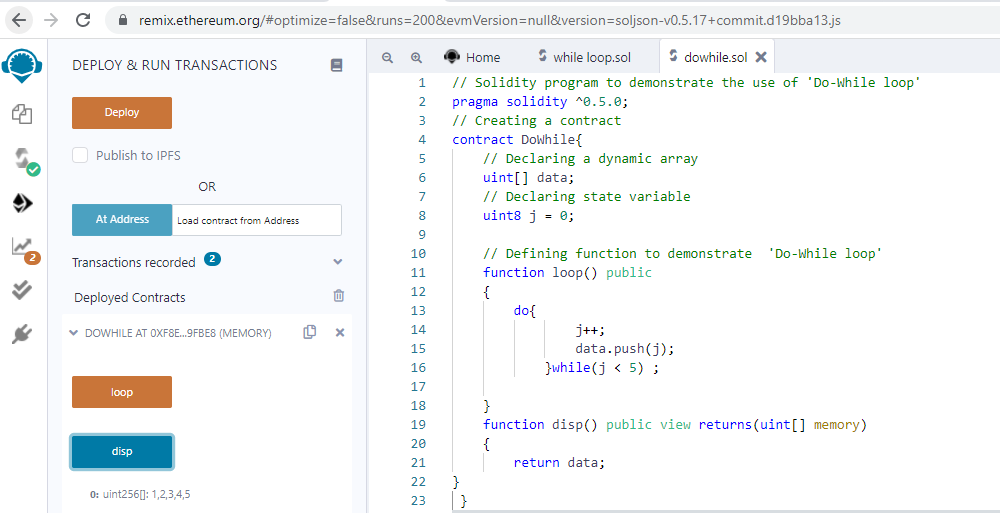 remix.ethereum.org/#optimize=false&runs=200&evmVersion=null&version=soljson-v0.5.17+commit.d19bba13.js
DEPLOY & RUN TRANSACTIONS
Deploy
Publish to IPFS
OR
At Address
Load contract from Address
Transactions recorded 2
Deployed Contracts
2
DOWHILE AT 0XF8E...9FBE8 (MEMORY)
loop
disp
0: uint256[]: 1,2,3,4,5
Home
while loop.sol
dowhile.sol
1 // Solidity program to demonstrate the use of 'Do-While loop'
2 pragma solidity ^0.5.0;
3 // Creating a contract
4 contract DoWhile{
5 // Declaring a dynamic array
6 uint[] data;
7 // Declaring state variable
8 uint8 j = 0;
9
10 // Defining function to demonstrate  'Do-While loop'
11 function loop() public
12 {
13 do{
14 j++;
15 data.push(j);
16 }while(j < 5) ;
17
18 }
19 function disp() public view returns(uint[] memory)
20 {
21 return data;
22 }
23 }